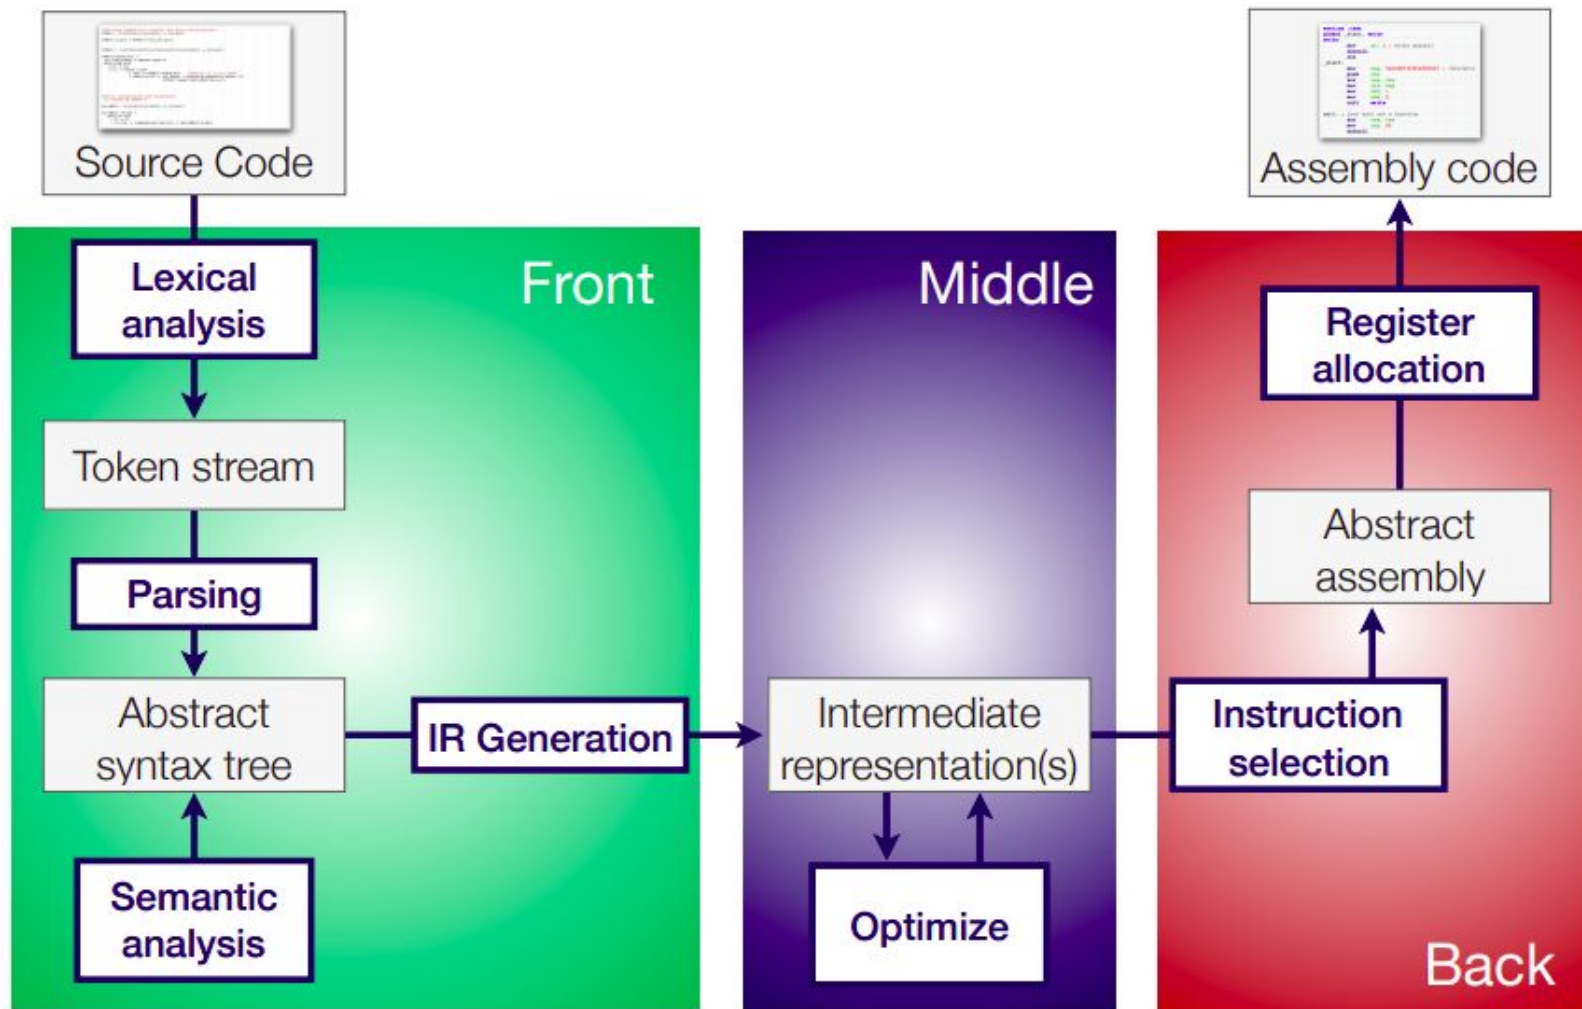 Source Code
Assembly code
Front
Lexical
analysis
Token stream
Parsing
Abstract
syntax tree
IR Generation
Semantic
analysis
Middle
Intermediate
representation(s)
Optimize
Register
allocation
Abstract
assembly
Instruction
selection
Back